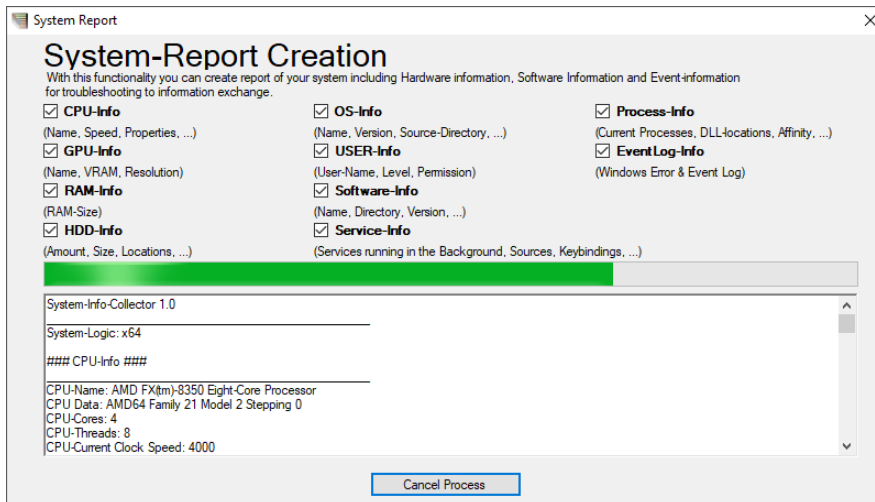 System Report
System-Report Creation
With this functionality you can create report of your system including Hardware information, Software Information and Event-information
for troubleshooting to information exchange.
CPU-Info
(Name, Speed, Properties, ...)
GPU-Info
(Name, VRAM, Resolution)
RAM-Info
(RAM-Size)
HDD-Info
(Amount, Size, Locations, ...)
OS-Info
(Name, Version, Source-Directory, ...)
USER-Info
(User-Name, Level, Permission)
Software-Info
(Name, Directory, Version, ...)
Service-Info
(Services running in the Background, Sources, Keybindings, ...)
Process-Info
(Current Processes, DLL-locations, Affinity, ...)
EventLog-Info
(Windows Error & Event Log)
System-Info-Collector 1.0
System-Logic: x64
### CPU-Info ###
CPU-Name: AMD FX(tm)-8350 Eight-Core Processor
CPU Data: AMD64 Family 21 Model 2 Stepping 0
CPU-Cores: 4
CPU-Threads: 8
CPU-Current Clock Speed: 4000
Cancel Process